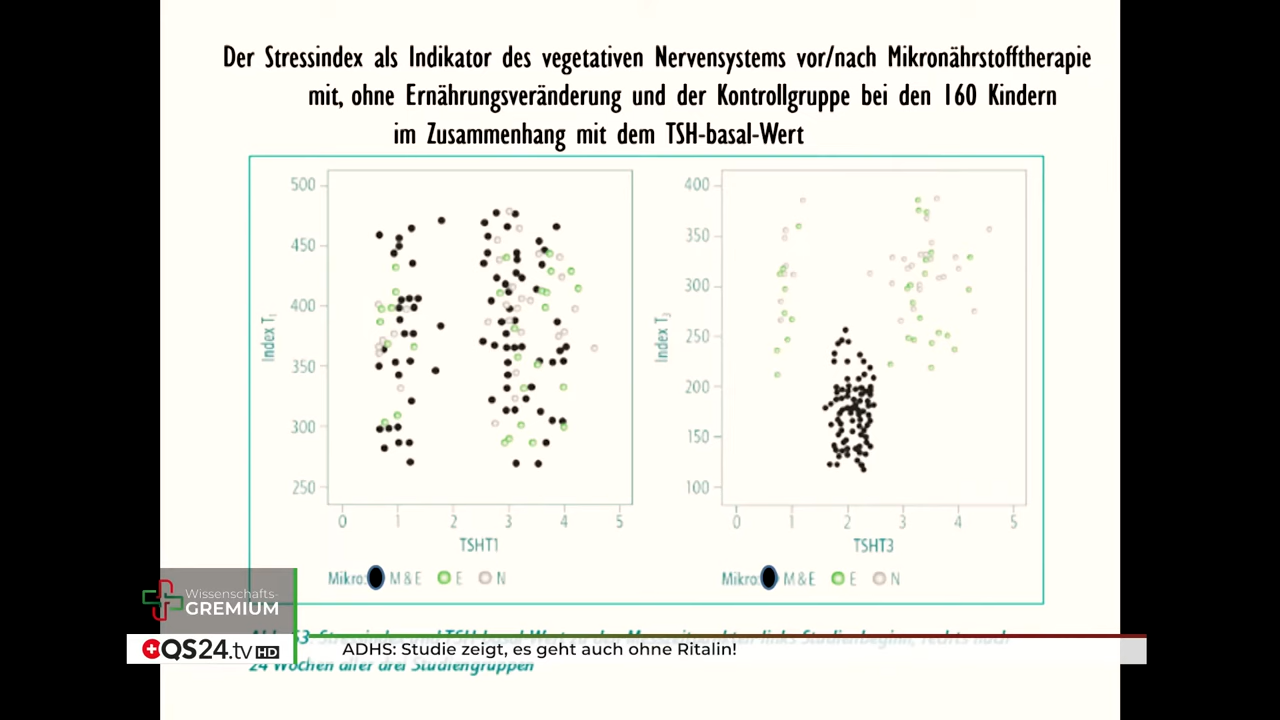 Der Stressindex als Indikator des vegetativen Nervensystems vor/nach Mikronährstofftherapie
mit, ohne Ernährungsveränderung und der Kontrollgruppe bei den 160 Kindern
im Zusammenhang mit dem TSH-basal-Wert
500
450
400
350
300
250
Index T1
0 1 2 3 4 5
TSHT1
Mikro: M&E E N
400
350
300
250
200
150
100
Index T3
0 1 2 3 4 5
TSHT3
Mikro: M&E E N
Wissenschafts-
GREMIUM
QS24.tv HD
ADHS: Studie zeigt, es geht auch ohne Ritalin!
24 Wochen aller drei Studiengruppen